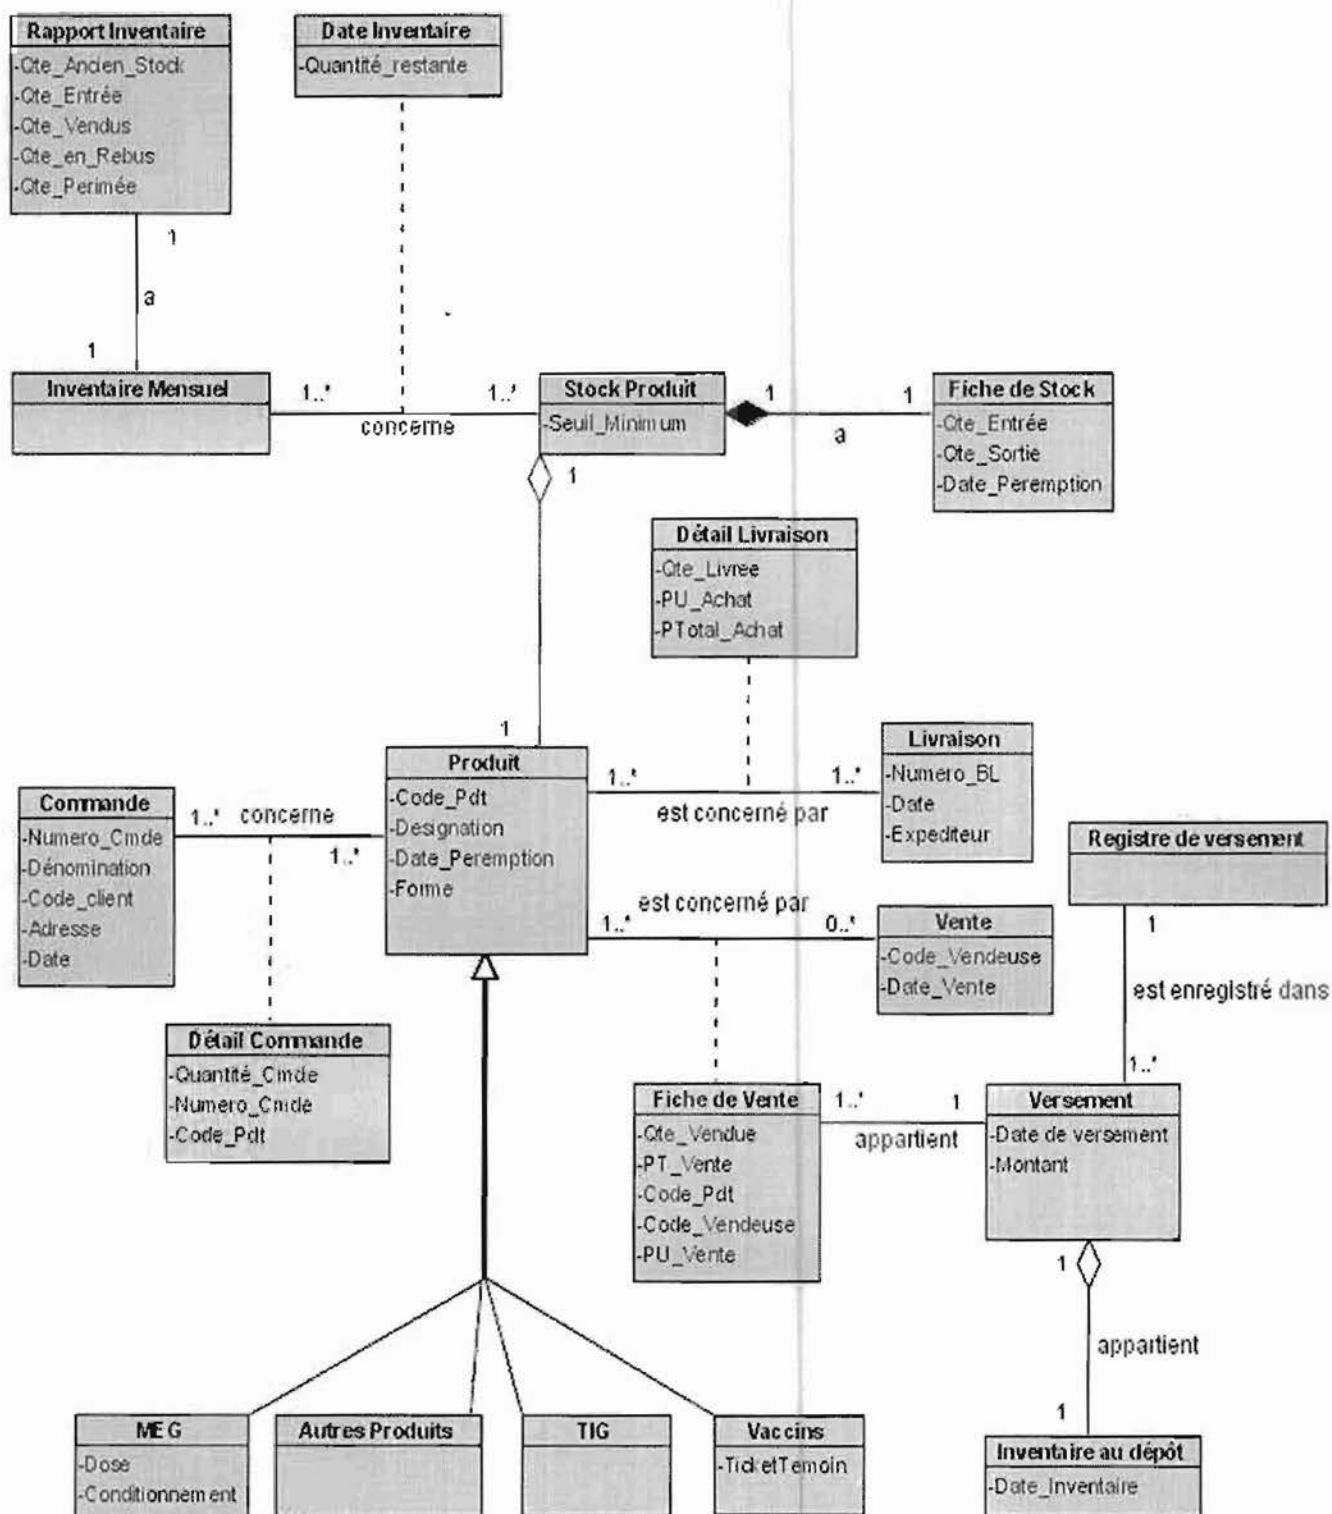 Rapport Inventaire
-Qte_Ancien_Stock
-Qte_Entrée
-Qte_Vendus
-Qte_en_Rebus
-Qte_Perimée
Date Inventaire
-Quantité_restante
1
a
1
Inventaire Mensuel
1..*
concerne
1..*
Stock Produit
-Seuil_Minimum
1
a
1
Fiche de Stock
-Qte_Entrée
-Qte_Sortie
-Date_Peremption
1
1
Détail Livraison
-Qte_Livree
-PU_Achat
-PTotal_Achat
Produit
-Code_Pdt
-Designation
-Date_Peremption
-Forme
1..*
est concerné par
1..*
Livraison
-Numero_BL
-Date
-Expediteur
Commande
-Numero_Cmde
-Dénomination
-Code_client
-Adresse
-Date
1..*
concerne
1..*
Détail Commande
-Quantité_Cmde
-Numero_Cmde
-Code_Pdt
est concerné par
1..*
0..*
Vente
-Code_Vendeuse
-Date_Vente
Registre de versement
1
est enregistré dans
1..*
Fiche de Vente
-Qte_Vendue
-PT_Vente
-Code_Pdt
-Code_Vendeuse
-PU_Vente
1..*
appartient
1
Versement
-Date de versement
-Montant
1
appartient
1
Inventaire au dépôt
-Date_Inventaire
MEG
-Dose
-Conditionnement
Autres Produits
TIG
Vaccins
-TicketTemoin